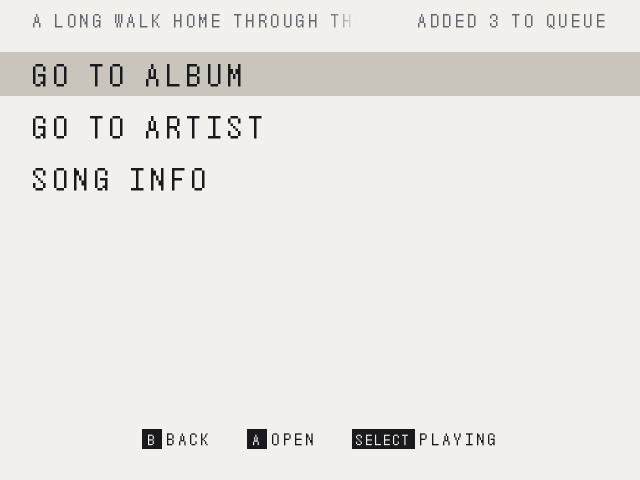 A LONG WALK HOME THROUGH TH
ADDED 3 TO QUEUE
GO TO ALBUM
GO TO ARTIST
SONG INFO
B BACK A OPEN SELECT PLAYING